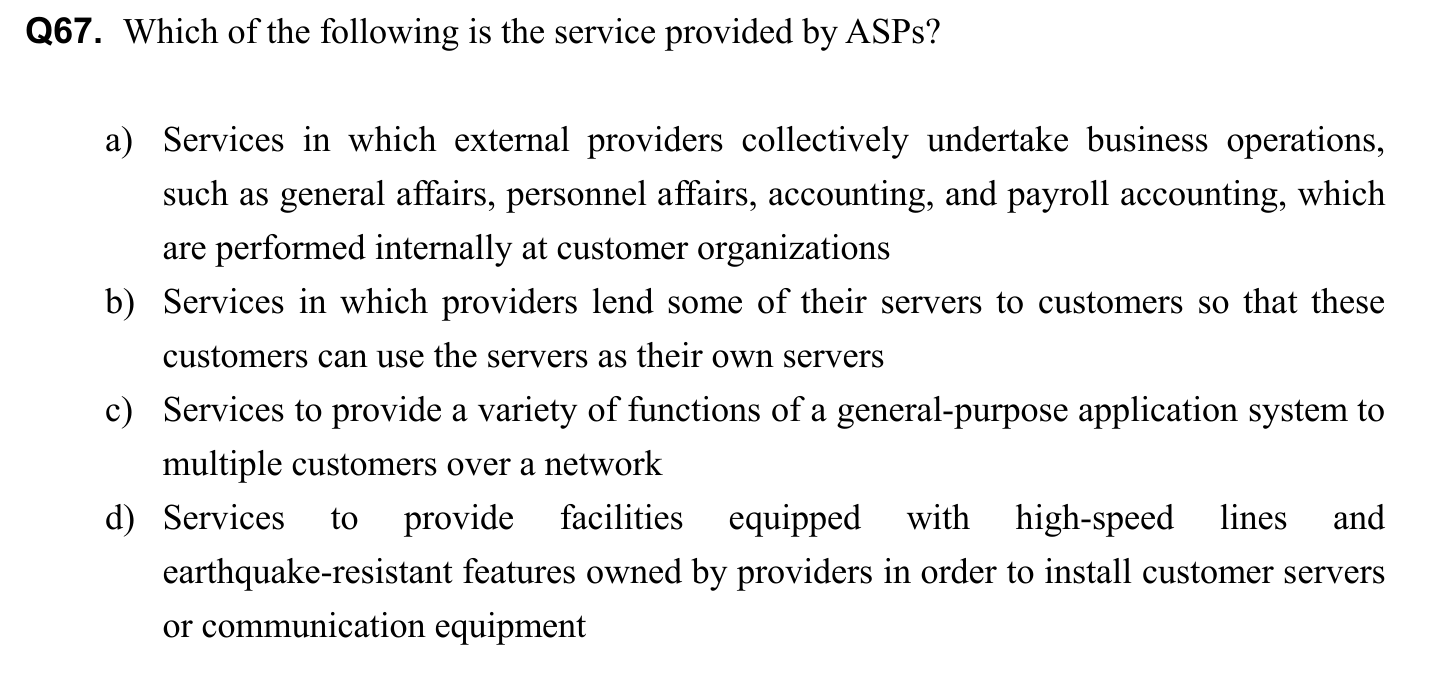 Q67. Which of the following is the service provided by ASPs?
a) Services in which external providers collectively undertake business operations,
such as general affairs, personnel affairs, accounting, and payroll accounting, which
are performed internally at customer organizations
b) Services in which providers lend some of their servers to customers so that these
customers can use the servers as their own servers
c) Services to provide a variety of functions of a general-purpose application system to
multiple customers over a network
d) Services to provide facilities equipped with high-speed lines and
earthquake-resistant features owned by providers in order to install customer servers
or communication equipment